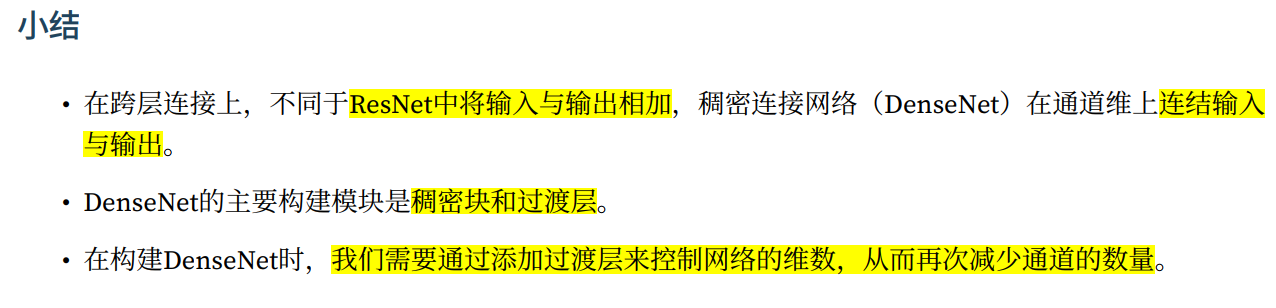 小结
• 在跨层连接上，不同于ResNet中将输入与输出相加，稠密连接网络（DenseNet）在通道维上连结输入
与输出。
• DenseNet的主要构建模块是稠密块和过渡层。
• 在构建DenseNet时，我们需要通过添加过渡层来控制网络的维数，从而再次减少通道的数量。